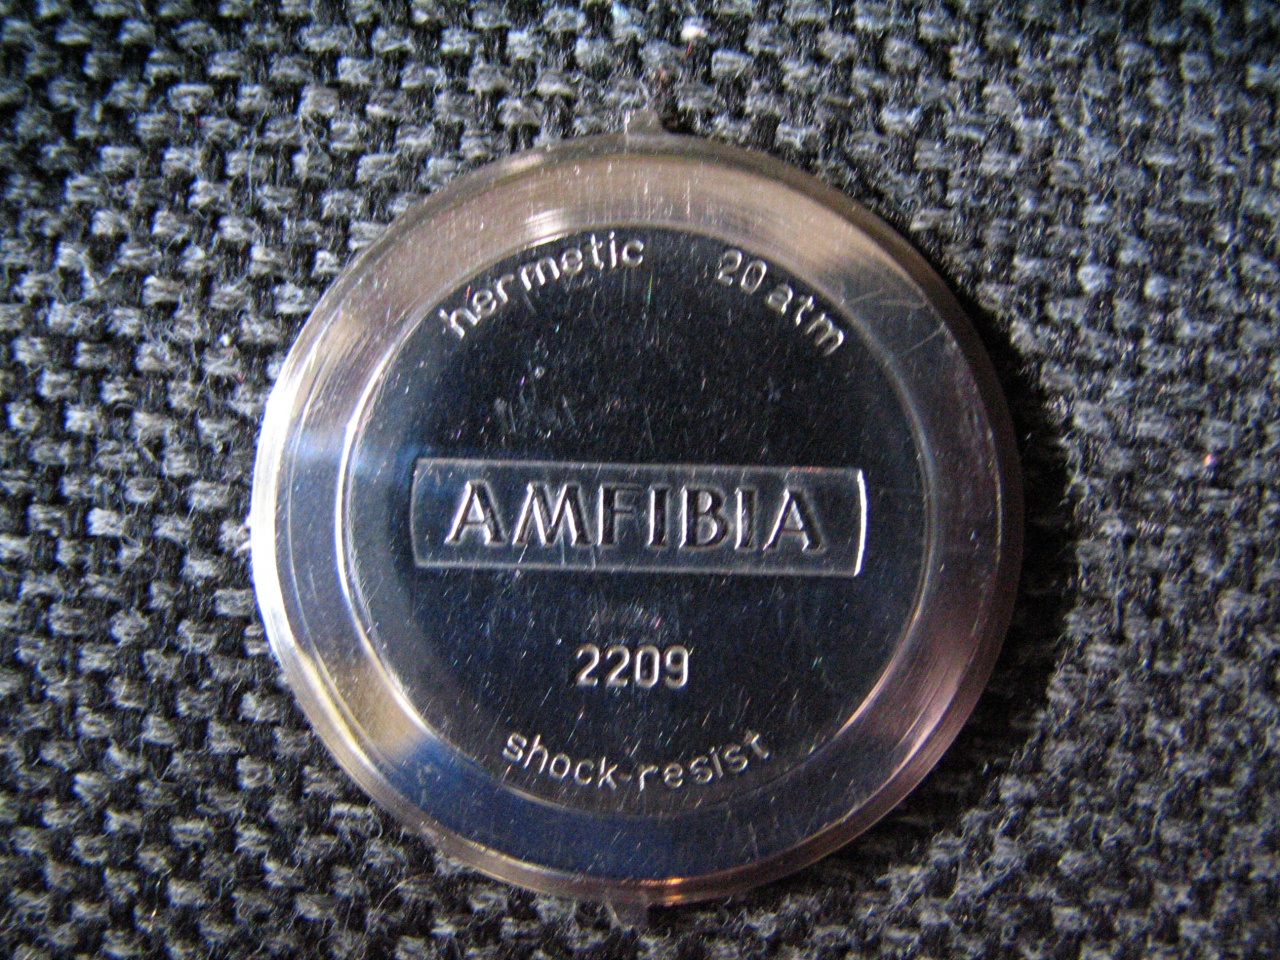 hermetic 20 atm
AMFIBIA
2209
shock-resist